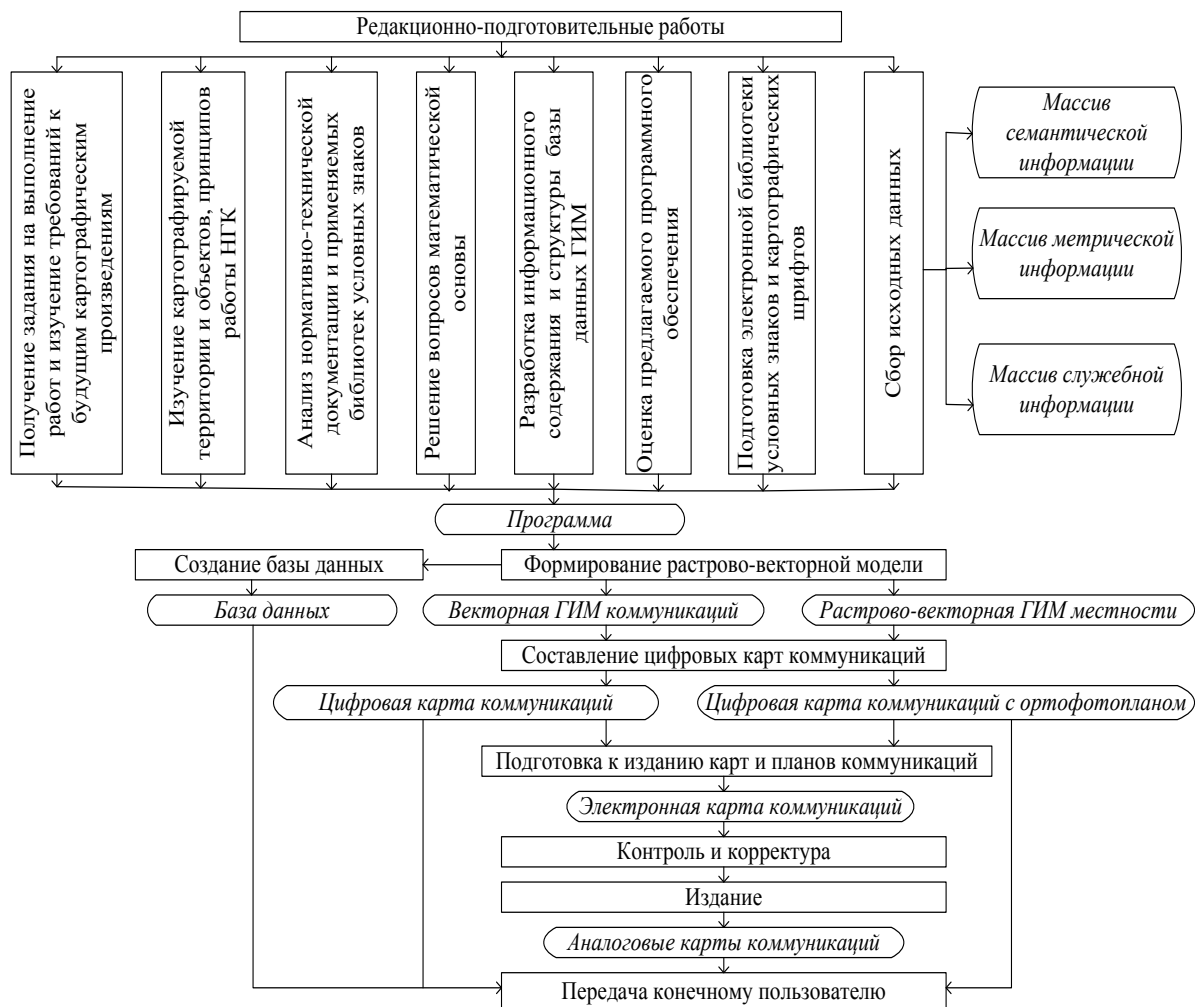 Редакционно-подготовительные работы
Получение задания на выполнение
работ и изучение требований к
будущим картографическим
произведениям
Изучение картографируемой
территории и объектов, принципов
работы НГК
Анализ нормативно-технической
документации и применяемых
библиотек условных знаков
Решение вопросов математической
основы
Разработка информационного
содержания и структуры базы
данных ГИМ
Оценка предлагаемого программного
обеспечения
Подготовка электронной библиотеки
условных знаков и картографических
шрифтов
Сбор исходных данных
Массив
семантической
информации
Массив метрической
информации
Массив служебной
информации
Программа
Создание базы данных
Формирование растрово-векторной модели
База данных
Векторная ГИМ коммуникаций
Растрово-векторная ГИМ местности
Составление цифровых карт коммуникаций
Цифровая карта коммуникаций
Цифровая карта коммуникаций с ортофотопланом
Подготовка к изданию карт и планов коммуникаций
Электронная карта коммуникаций
Контроль и корректура
Издание
Аналоговые карты коммуникаций
Передача конечному пользователю